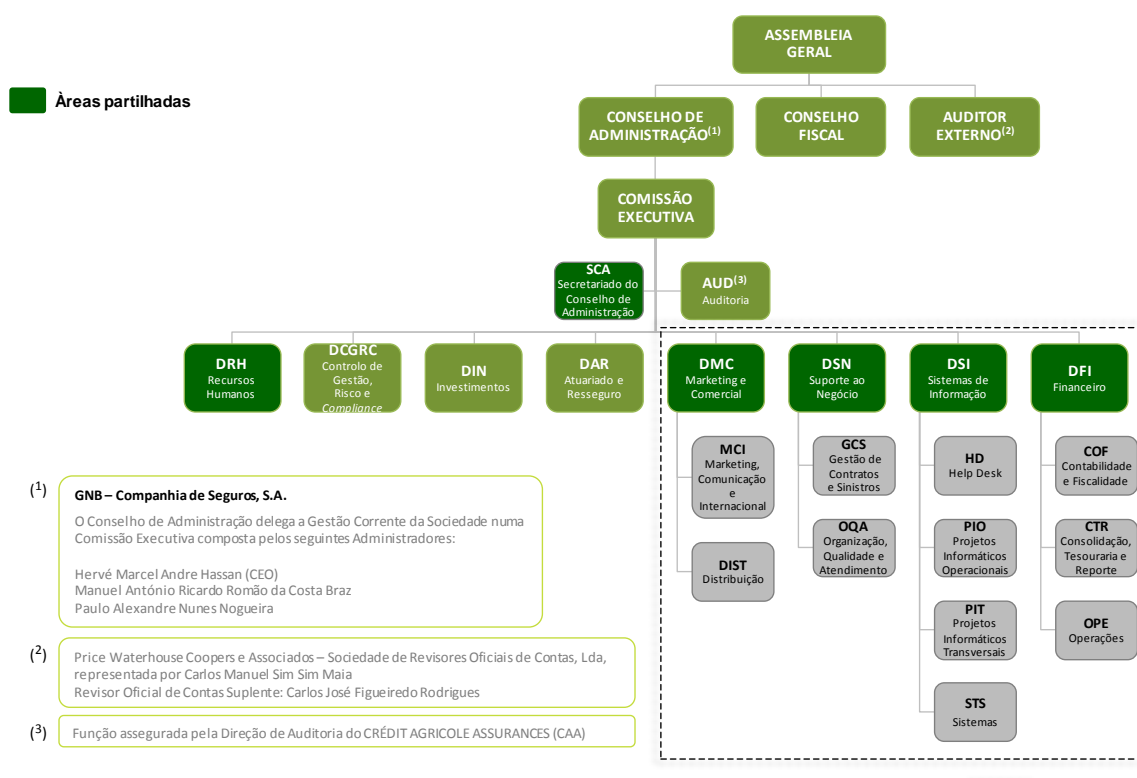 ASSEMBLEIA
GERAL
Àreas partilhadas
CONSELHO DE
ADMINISTRAÇÃO(1)
CONSELHO
FISCAL
AUDITOR
EXTERNO(2)
COMISSÃO
EXECUTIVA
SCA
Secretariado do
Conselho de
Administração
AUD(3)
Auditoria
DRH
Recursos
Humanos
DCGRC
Controlo de
Gestão,
Risco e
Compliance
DIN
Investimentos
DAR
Atuariado e
Resseguro
DMC
Marketing e
Comercial
DSN
Suporte ao
Negócio
DSI
Sistemas de
Informação
DFI
Financeiro
MCI
Marketing,
Comunicação
e
Internacional
DIST
Distribuição
GCS
Gestão de
Contratos
e Sinistros
OQA
Organização,
Qualidade e
Atendimento
HD
Help Desk
PIO
Projetos
Informáticos
Operacionais
PIT
Projetos
Informáticos
Transversais
STS
Sistemas
COF
Contabilidade
e Fiscalidade
CTR
Consolidação,
Tesouraria e
Reporte
OPE
Operações
(1)
GNB – Companhia de Seguros, S.A.
O Conselho de Administração delega a Gestão Corrente da Sociedade numa
Comissão Executiva composta pelos seguintes Administradores:
Hervé Marcel Andre Hassan (CEO)
Manuel António Ricardo Romão da Costa Braz
Paulo Alexandre Nunes Nogueira
(2)
Price Waterhouse Coopers e Associados – Sociedade de Revisores Oficiais de Contas, Lda,
representada por Carlos Manuel Sim Sim Maia
Revisor Oficial de Contas Suplente: Carlos José Figueiredo Rodrigues
(3)
Função assegurada pela Direção de Auditoria do CRÉDIT AGRICOLE ASSURANCES (CAA)